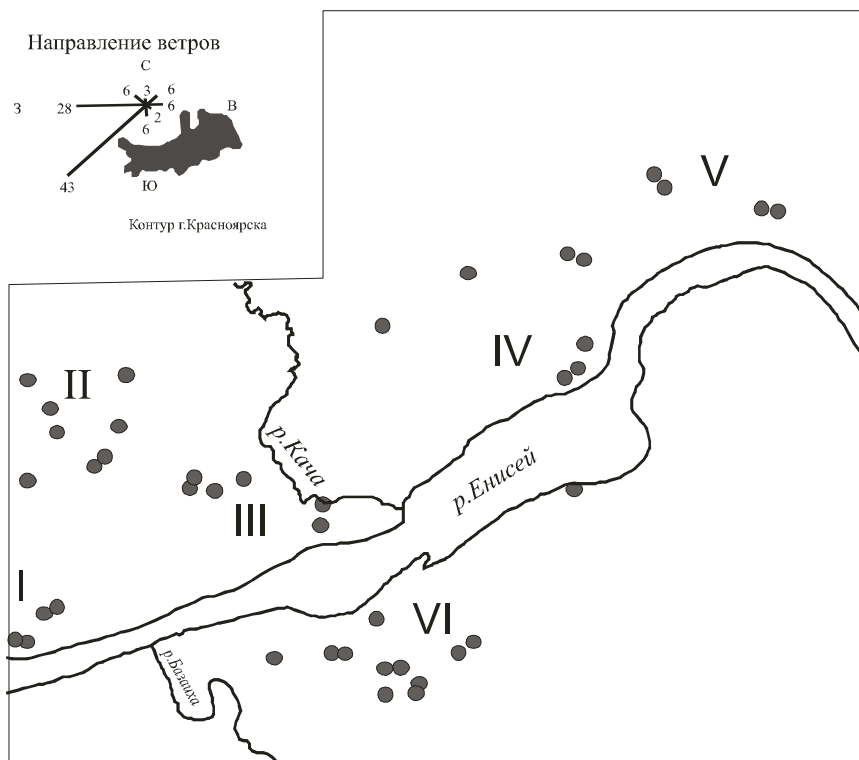 Направление ветров
С
6 3 6
З 28 6 В
2
6
43 Ю
Контур г.Красноярска
V
IV
II
р.Кача
р.Енисей
III
I
VI
р.Базаиха